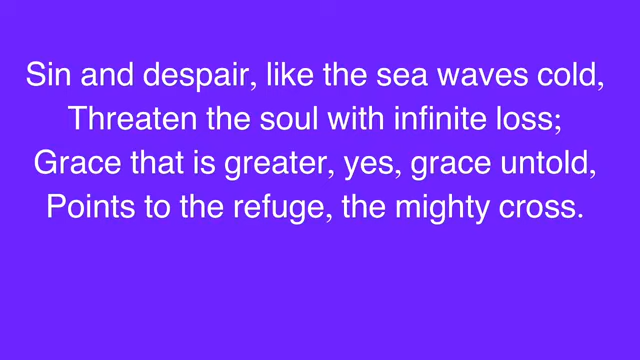 Sin and despair, like the sea waves cold,
Threaten the soul with infinite loss;
Grace that is greater, yes, grace untold,
Points to the refuge, the mighty cross.